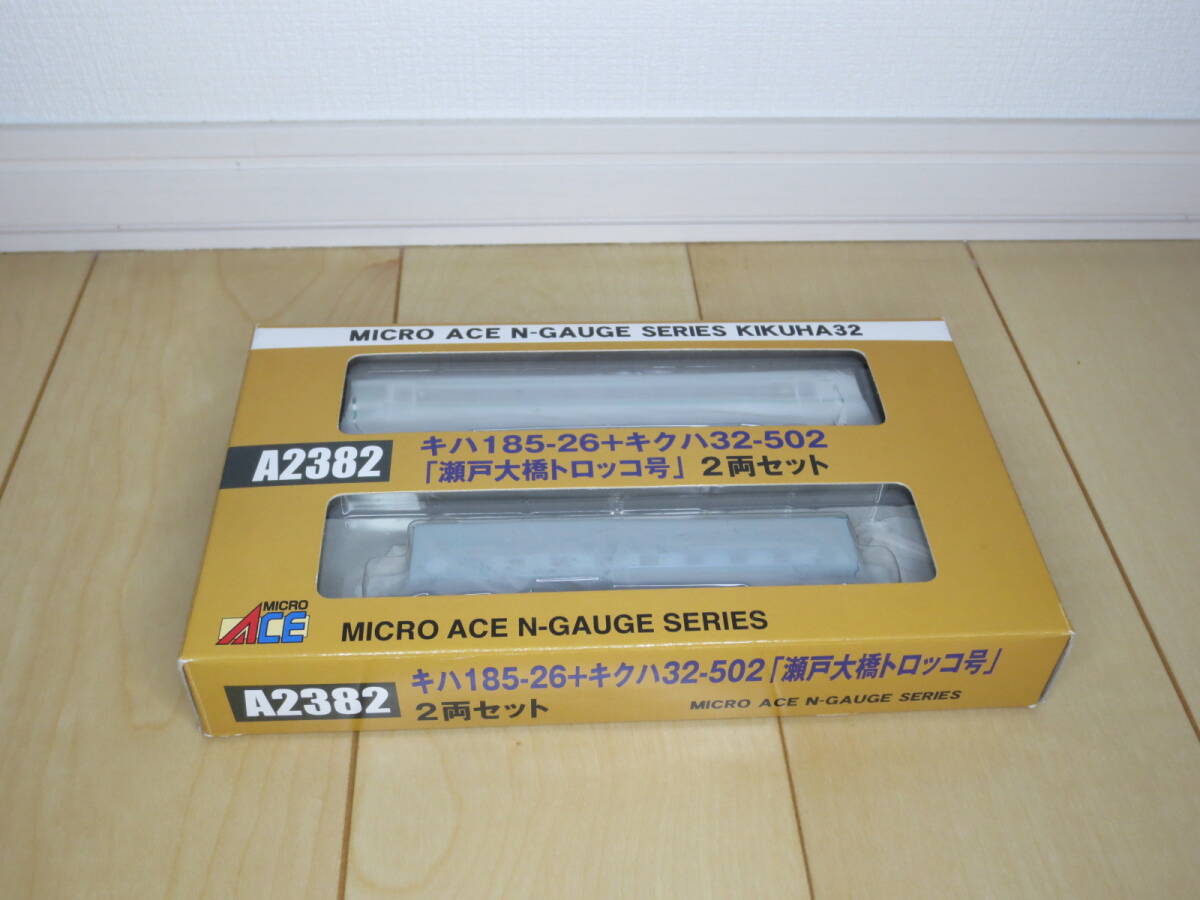 MICRO ACE N-GAUGE SERIES KIKUHA32
A2382
キハ185-26+キクハ32-502
「瀬戸大橋トロッコ号」 2両セット
MICRO
ACE
MICRO ACE N-GAUGE SERIES
A2382
キハ185-26+キクハ32-502「瀬戸大橋トロッコ号」
2両セット
MICRO ACE N-GAUGE SERIES